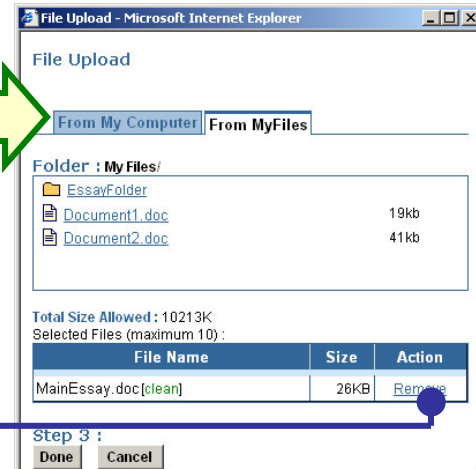 File Upload - Microsoft Internet Explorer
File Upload
From My Computer From MyFiles
Folder : My Files/
EssayFolder
Document1.doc 19kb
Document2.doc 41kb
Total Size Allowed : 10213K
Selected Files (maximum 10) :
File Name Size Action
MainEssay.doc[clean] 26KB Remove
Step 3 :
Done Cancel